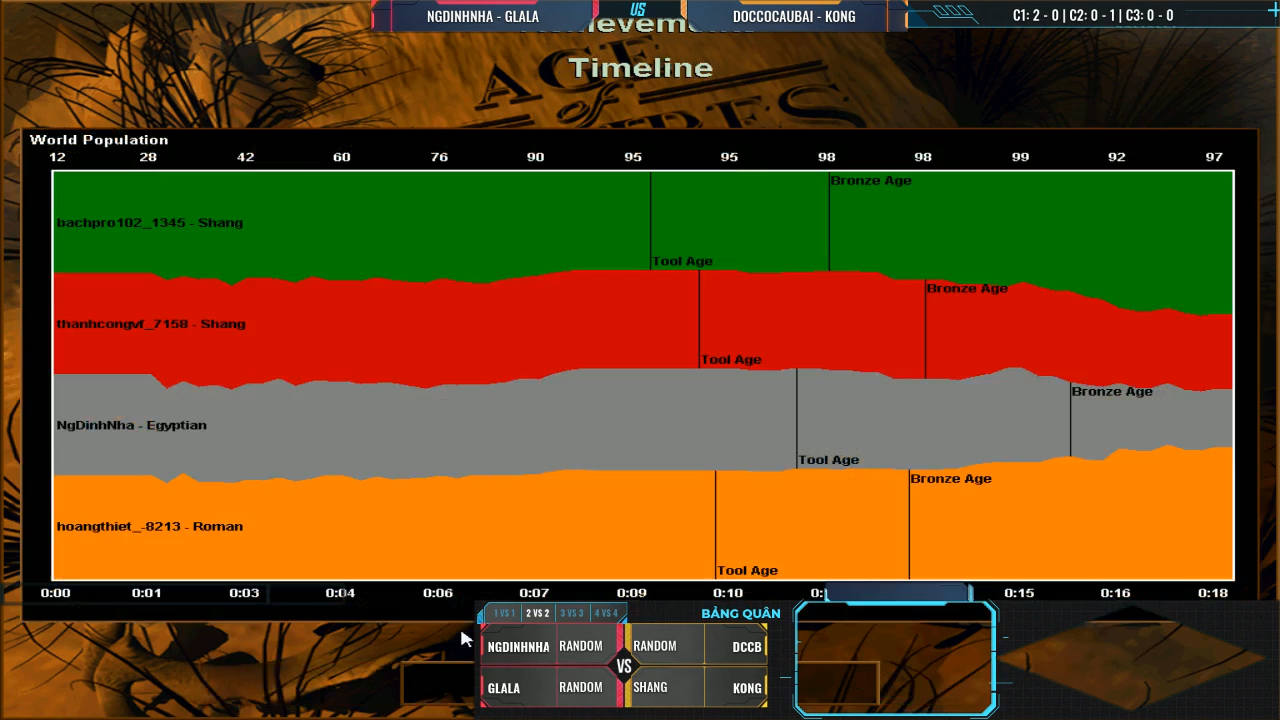 NGDINHNHA - GLALA
US
DOCCOCAUBAI - KONG
C1: 2 - 0 | C2: 0 - 1 | C3: 0 - 0
Timeline
AGE
of
World Population
12 28 42 60 76 90 95 95 98 98 99 92 97
Bronze Age
bachpro102_1345 - Shang
Tool Age
Bronze Age
thanhcongvf_7158 - Shang
Tool Age
Bronze Age
NgDinhNha - Egyptian
Tool Age
Bronze Age
hoangthiet_-8213 - Roman
Tool Age
0:00 0:01 0:03 0:04 0:06 0:07 0:09 0:10 0:15 0:16 0:18
1 VS 1 2 VS 2 3 VS 3 4 VS 4 BẢNG QUÂN
NGDINHNHA RANDOM RANDOM DCCB
VS
GLALA RANDOM SHANG KONG